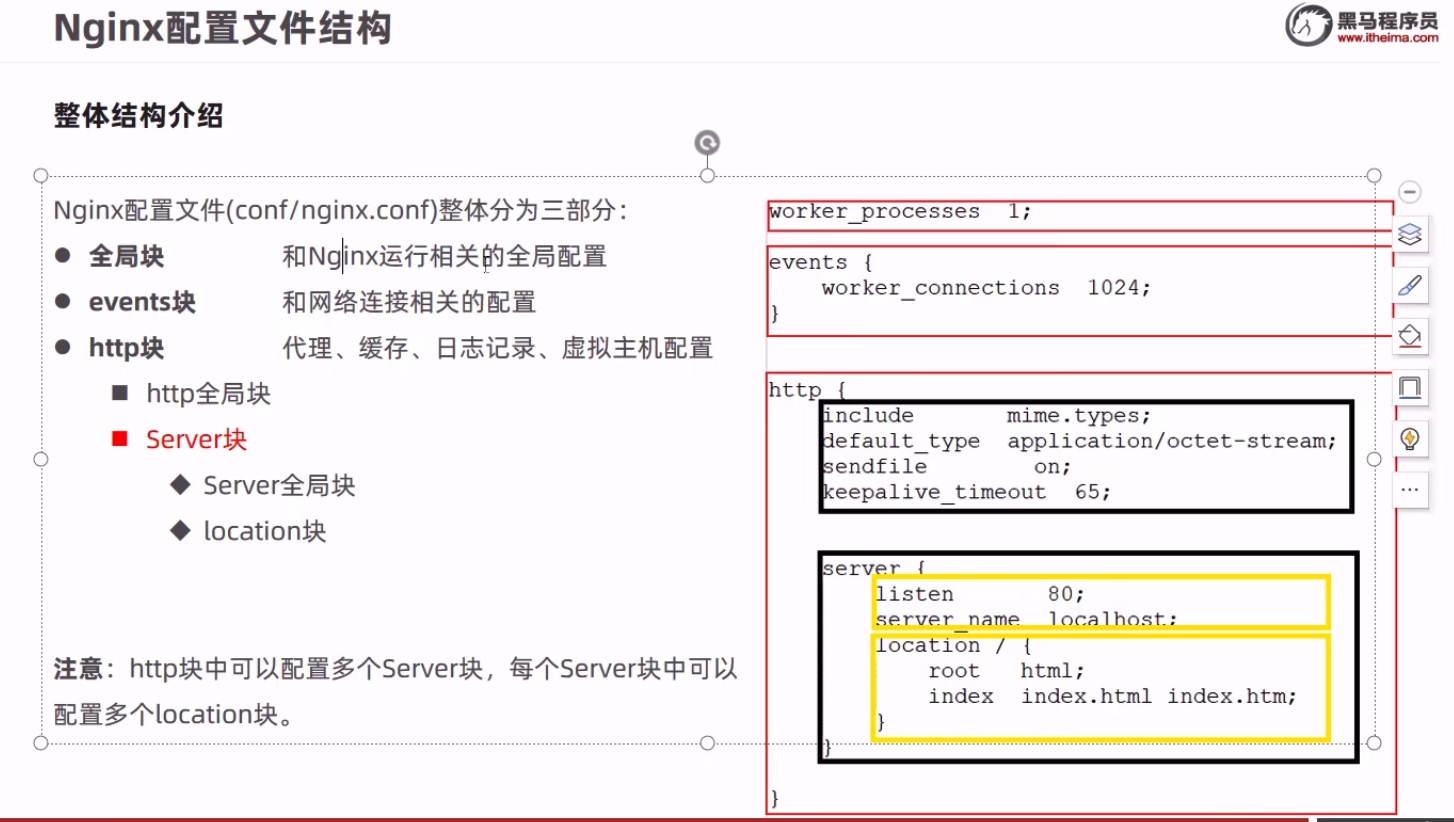 Nginx配置文件结构
黑马程序员
www.itheima.com
整体结构介绍
Nginx配置文件(conf/nginx.conf)整体分为三部分：
● 全局块 和Nginx运行相关的全局配置
● events块 和网络连接相关的配置
● http块 代理、缓存、日志记录、虚拟主机配置
■ http全局块
■ Server块
◆ Server全局块
◆ location块
注意：http块中可以配置多个Server块，每个Server块中可以
配置多个location块。
worker_processes  1;
events {
    worker_connections  1024;
}
http {
    include       mime.types;
    default_type  application/octet-stream;
    sendfile        on;
    keepalive_timeout  65;
    server {
        listen       80;
        server_name  localhost;
        location / {
            root   html;
            index  index.html index.htm;
        }
    }
}